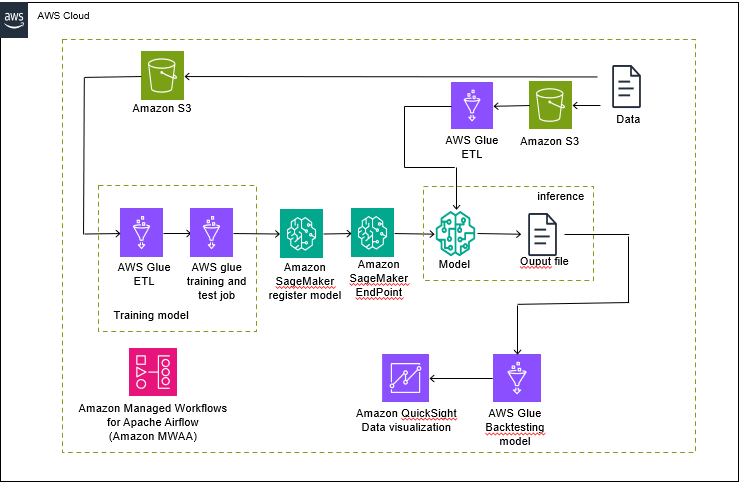 aws
AWS Cloud
Amazon S3
Data
AWS Glue
ETL
Amazon S3
inference
AWS Glue
ETL
AWS glue
training and
test job
Training model
Amazon
SageMaker
register model
Amazon
SageMaker
EndPoint
Model
Ouput file
Amazon Managed Workflows
for Apache Airflow
(Amazon MWAA)
Amazon QuickSight
Data visualization
AWS Glue
Backtesting
model